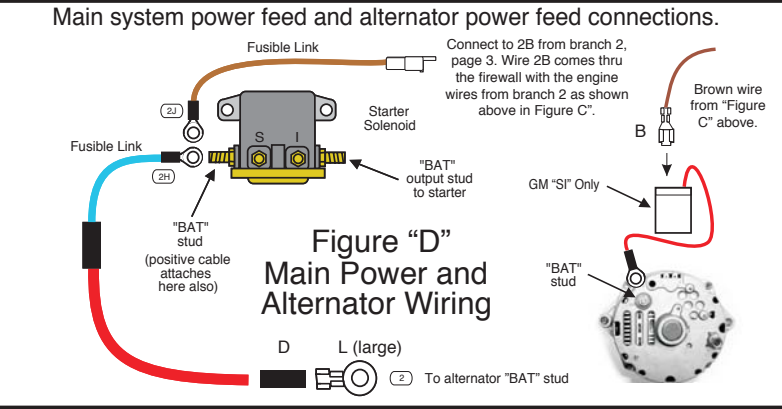 Main system power feed and alternator power feed connections.
Fusible Link
Connect to 2B from branch 2,
page 3. Wire 2B comes thru
the firewall with the engine
wires from branch 2 as shown
above in Figure C”.
Brown wire
from “Figure
C” above.
2J
Starter
Solenoid
B
S I
Fusible Link
2H
"BAT"
output stud
to starter
GM “SI” Only
"BAT"
stud
(positive cable
attaches
here also)
Figure “D”
Main Power and
Alternator Wiring
"BAT"
stud
D L (large)
2 To alternator ”BAT” stud